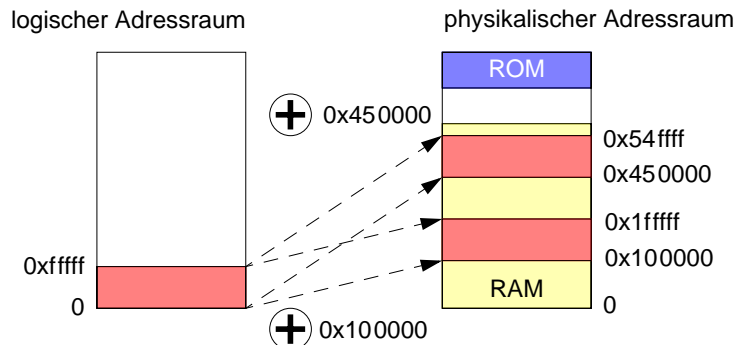 logischer Adressraum
physikalischer Adressraum
ROM
0x450000
0x54ffff
0x450000
0x1fffff
0xfffff
0x100000
RAM
0
0
0x100000